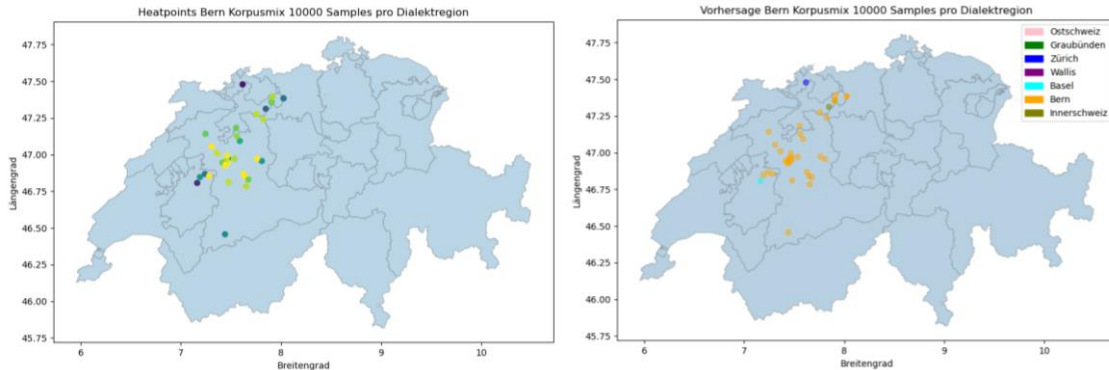 Heatpoints Bern Korpusmix 10000 Samples pro Dialektregion
47.75
47.50
47.25
47.00
46.75
46.50
46.25
46.00
45.75
Längengrad
6 7 8 9 10
Breitengrad
Vorhersage Bern Korpusmix 10000 Samples pro Dialektregion
47.75
47.50
47.25
47.00
46.75
46.50
46.25
46.00
45.75
Längengrad
6 7 8 9 10
Breitengrad
Ostschweiz
Graubünden
Zürich
Wallis
Basel
Bern
Innerschweiz